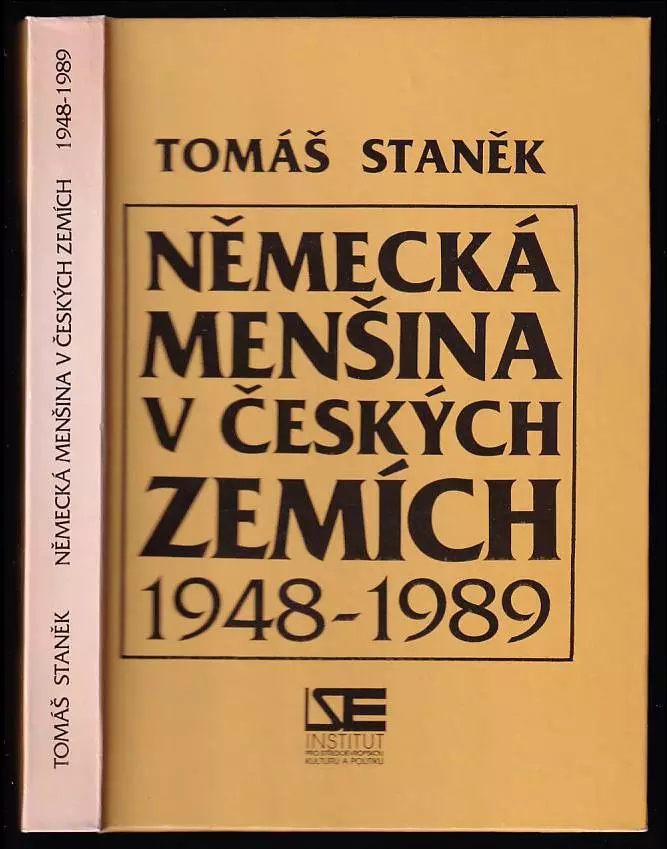 TOMÁŠ STANĚK NĚMECKÁ MENŠINA V ČESKÝCH ZEMÍCH 1948-1989
TOMÁŠ STANĚK
NĚMECKÁ
MENŠINA
V ČESKÝCH
ZEMÍCH
1948-1989
ISE
INSTITUT
PRO STŘEDOEVROPSKOU
KULTURU A POLITIKU